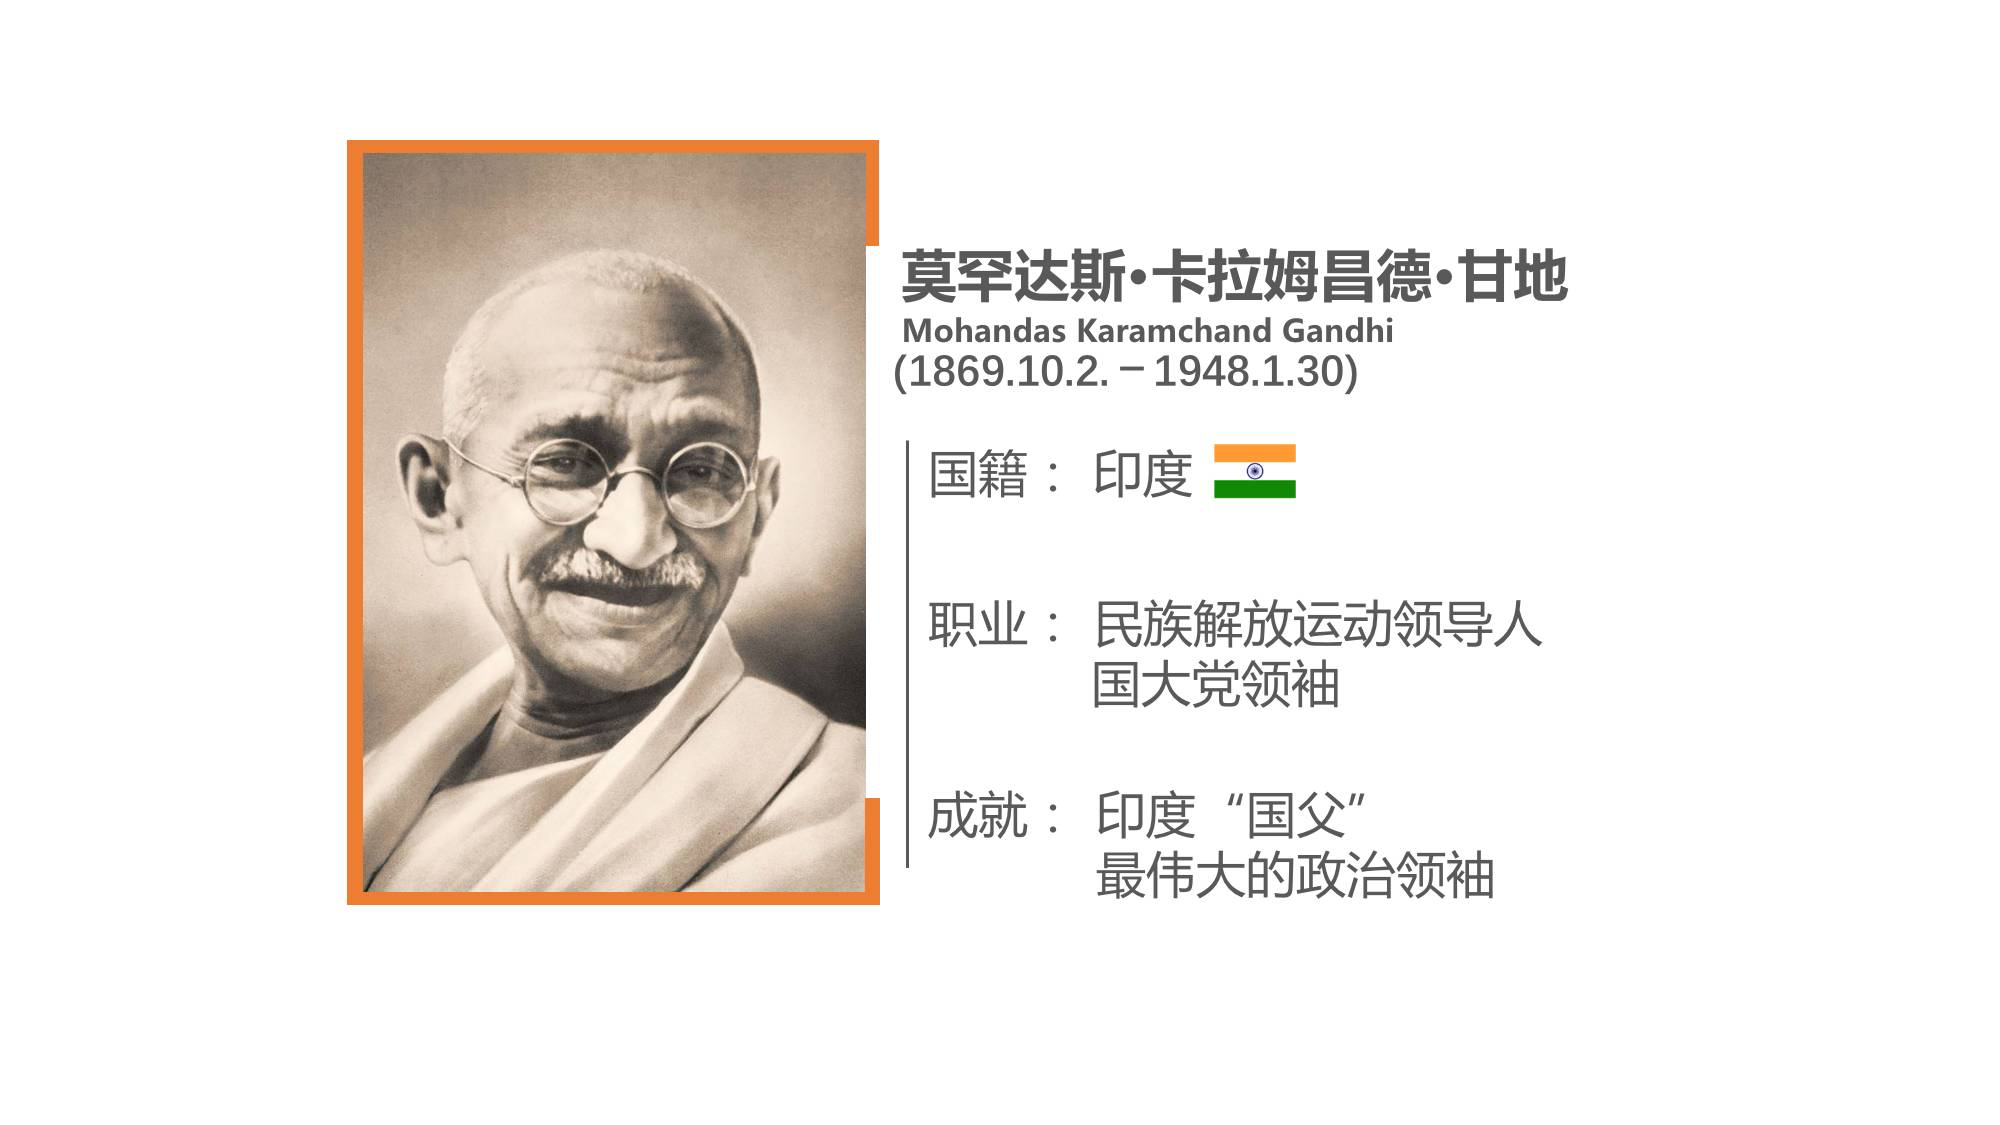 莫罕达斯•卡拉姆昌德•甘地
Mohandas Karamchand Gandhi
(1869.10.2.－1948.1.30)
国籍： 印度
职业： 民族解放运动领导人
国大党领袖
成就： 印度“国父”
最伟大的政治领袖